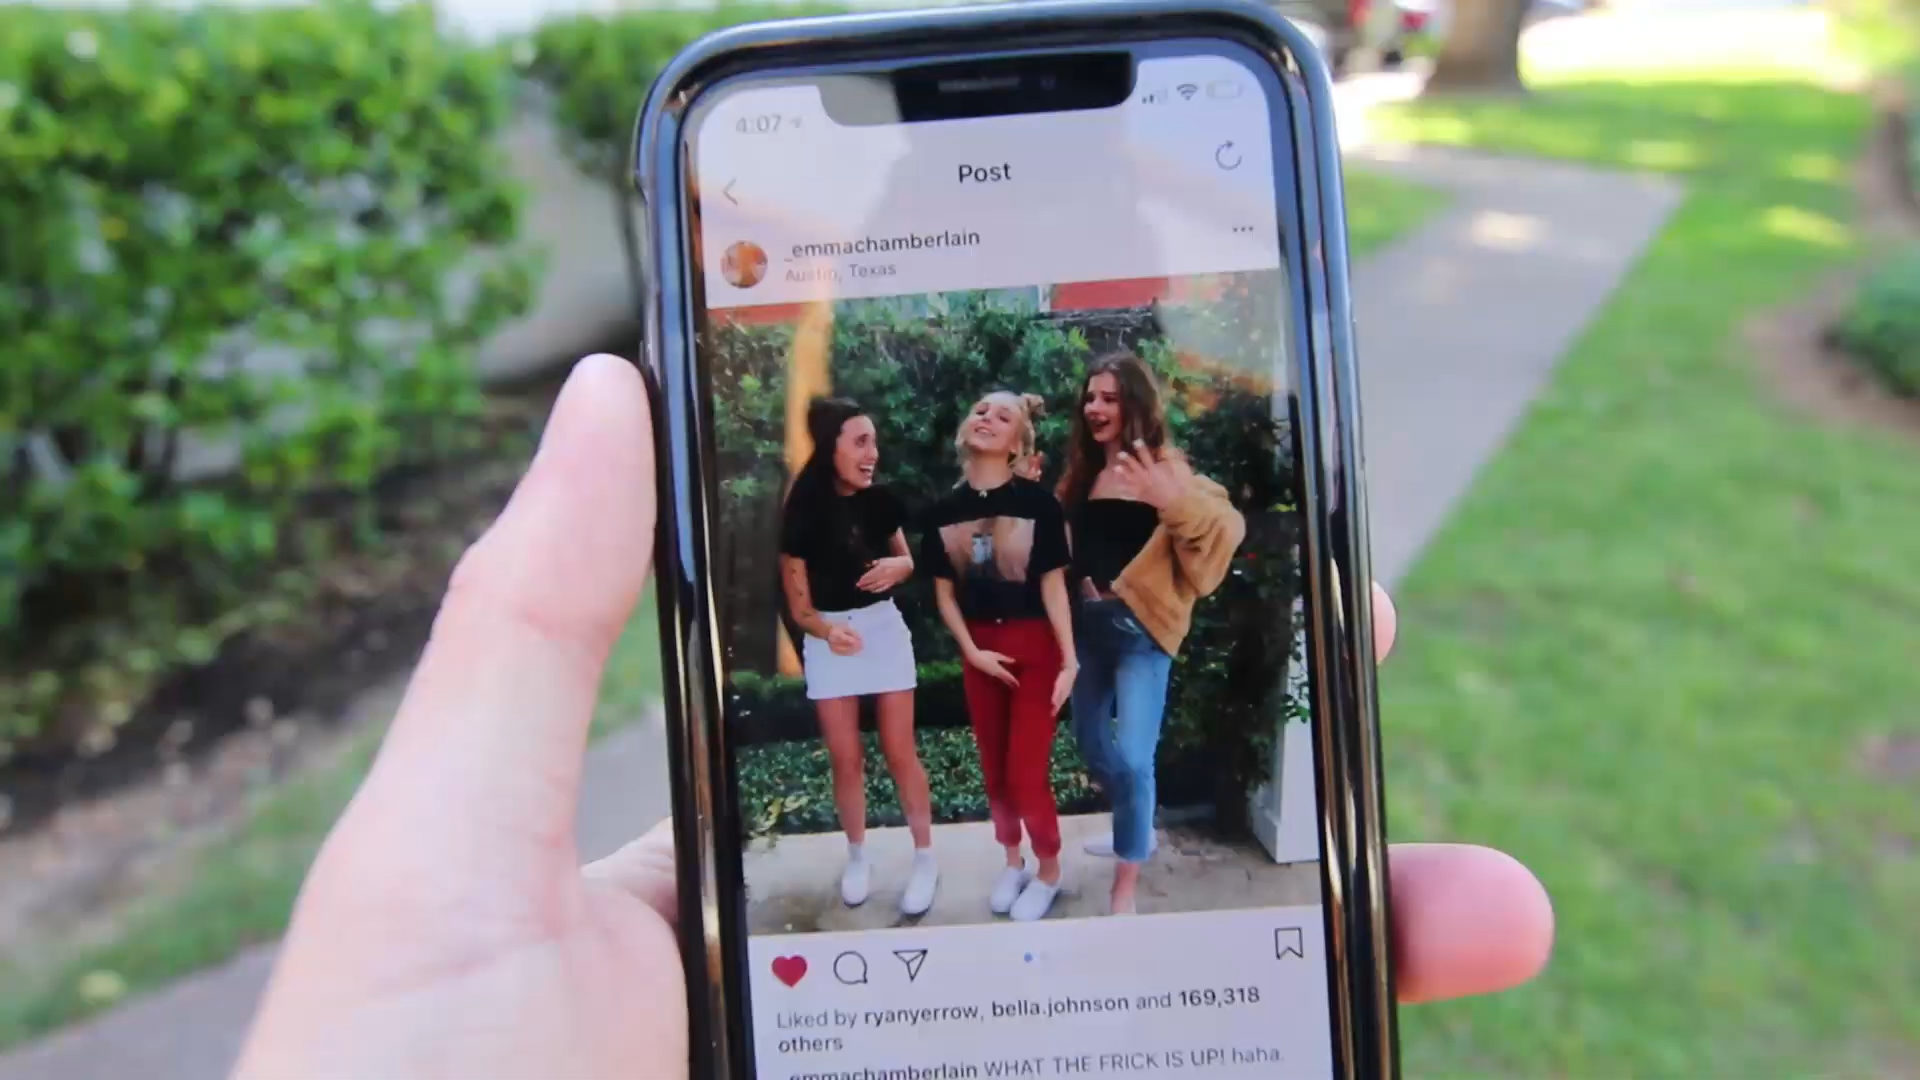 4:07
Post
_emmachamberlain
Austin, Texas
Liked by ryanyerrow, bella.johnson and 169,318
others
_emmachamberlain WHAT THE FRICK IS UP! haha.